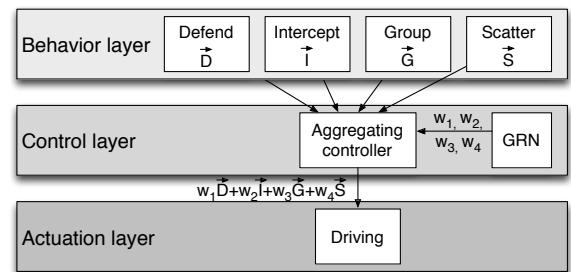 Behavior layer
Defend
D
Intercept
I
Group
G
Scatter
S
Control layer
Aggregating
controller
w₁, w₂,
w₃, w₄
GRN
w₁D+w₂I+w₃G+w₄S
Actuation layer
Driving